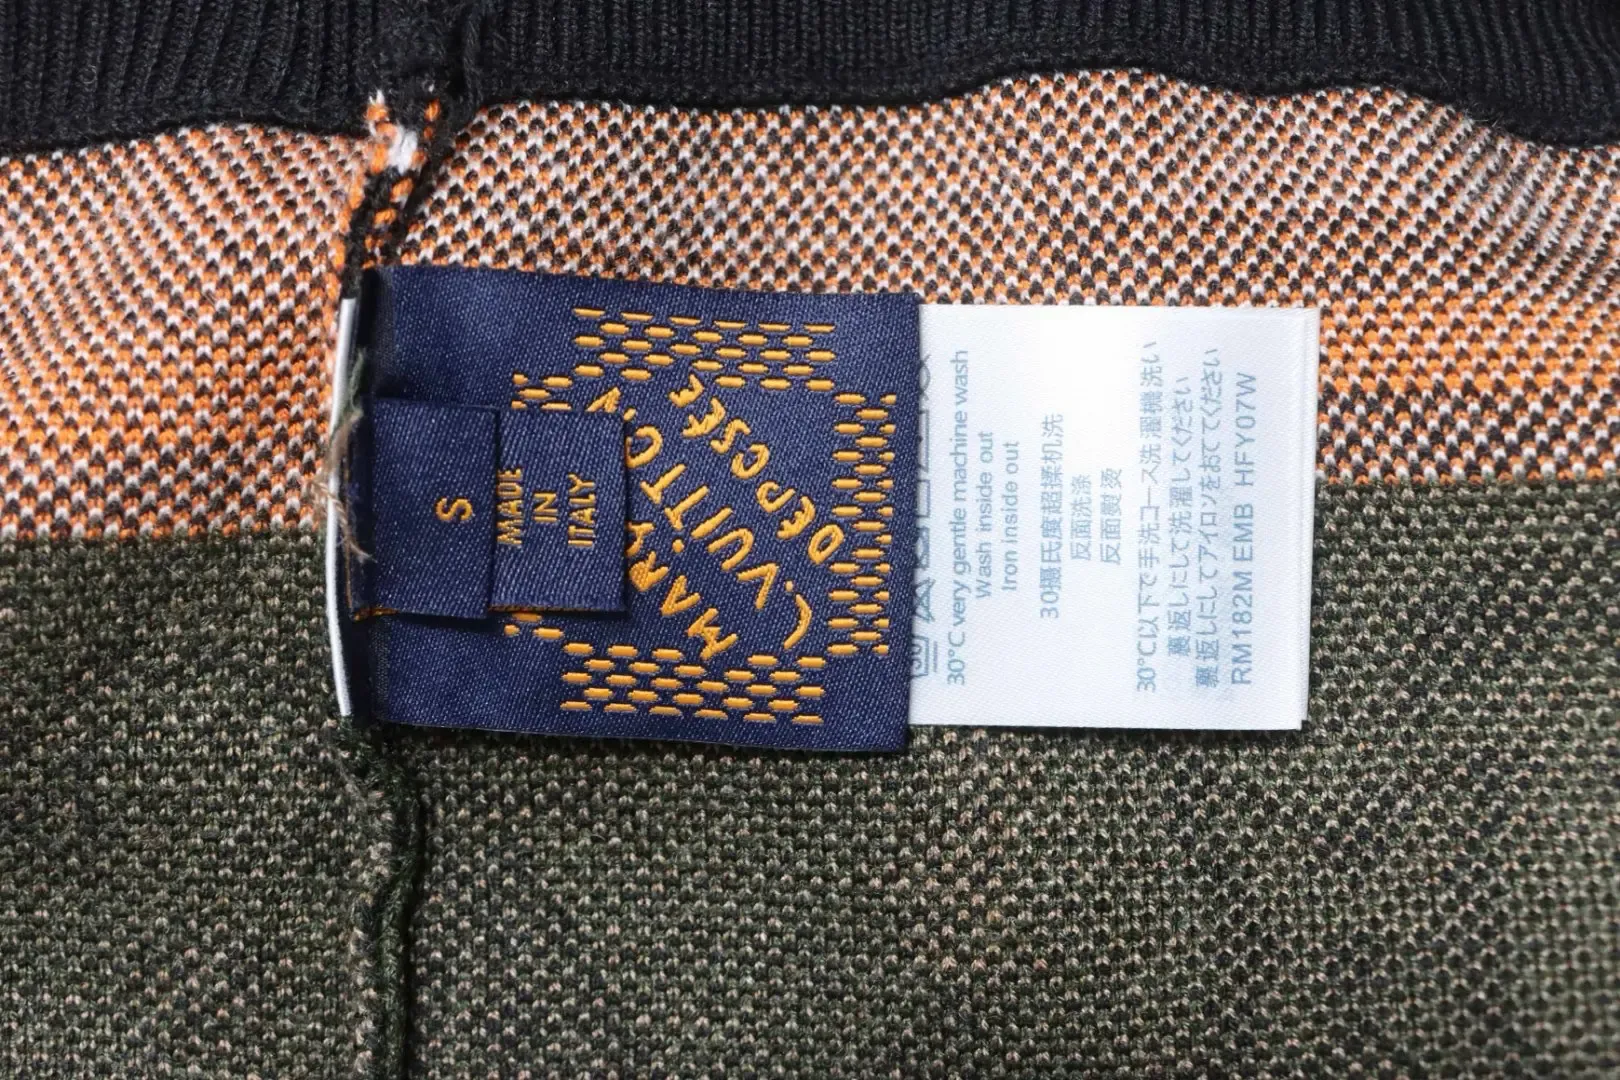 S
MADE
IN
ITALY
L.VUITTON
30°C very gentle machine wash
Wash inside out
Iron inside out
30摄氏度超柔机洗
反面洗涤
反面熨烫
30°C以下で手洗コース洗濯機洗い
裏返しにして洗濯してください
裏返しにしてアイロンをおてください
RM182M EMB HFY07W